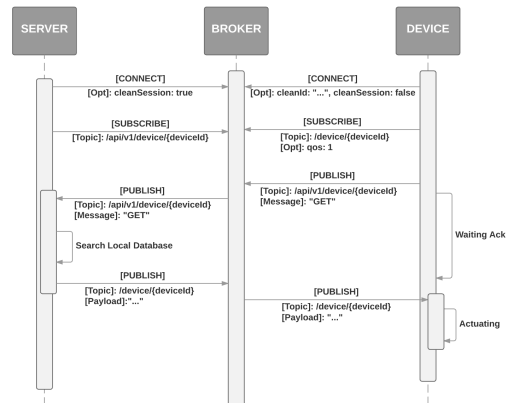 SERVER
BROKER
DEVICE
[CONNECT]
[Opt]: cleanSession: true
[CONNECT]
[Opt]: cleanId: "...", cleanSession: false
[SUBSCRIBE]
[Topic]: /api/v1/device/{deviceId}
[SUBSCRIBE]
[Topic]: /device/{deviceId}
[Opt]: qos: 1
[PUBLISH]
[Topic]: /api/v1/device/{deviceId}
[Message]: "GET"
[PUBLISH]
[Topic]: /api/v1/device/{deviceId}
[Message]: "GET"
Waiting Ack
Search Local Database
[PUBLISH]
[Topic]: /device/{deviceId}
[Payload]:"..."
[PUBLISH]
[Topic]: /device/{deviceId}
[Payload]: "..."
Actuating